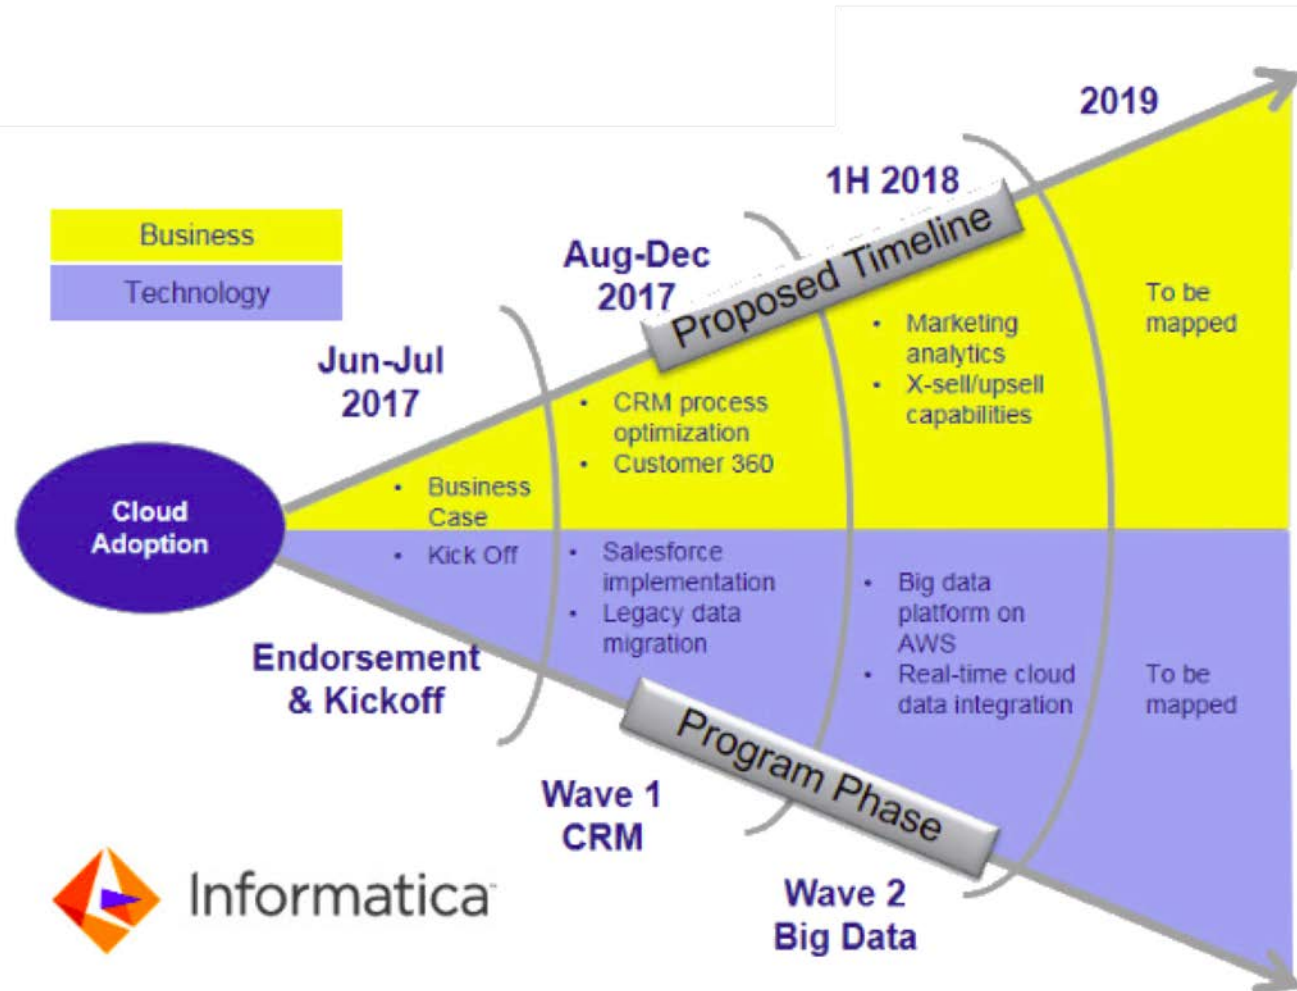 2019
1H 2018
Aug-Dec
2017
Jun-Jul
2017
Proposed Timeline
Business
Technology
Cloud
Adoption
• Business
Case
• Kick Off
• CRM process
optimization
• Customer 360
• Salesforce
implementation
• Legacy data
migration
• Marketing
analytics
• X-sell/upsell
capabilities
• Big data
platform on
AWS
• Real-time cloud
data integration
To be
mapped
To be
mapped
Endorsement
& Kickoff
Wave 1
CRM
Wave 2
Big Data
Program Phase
Informatica